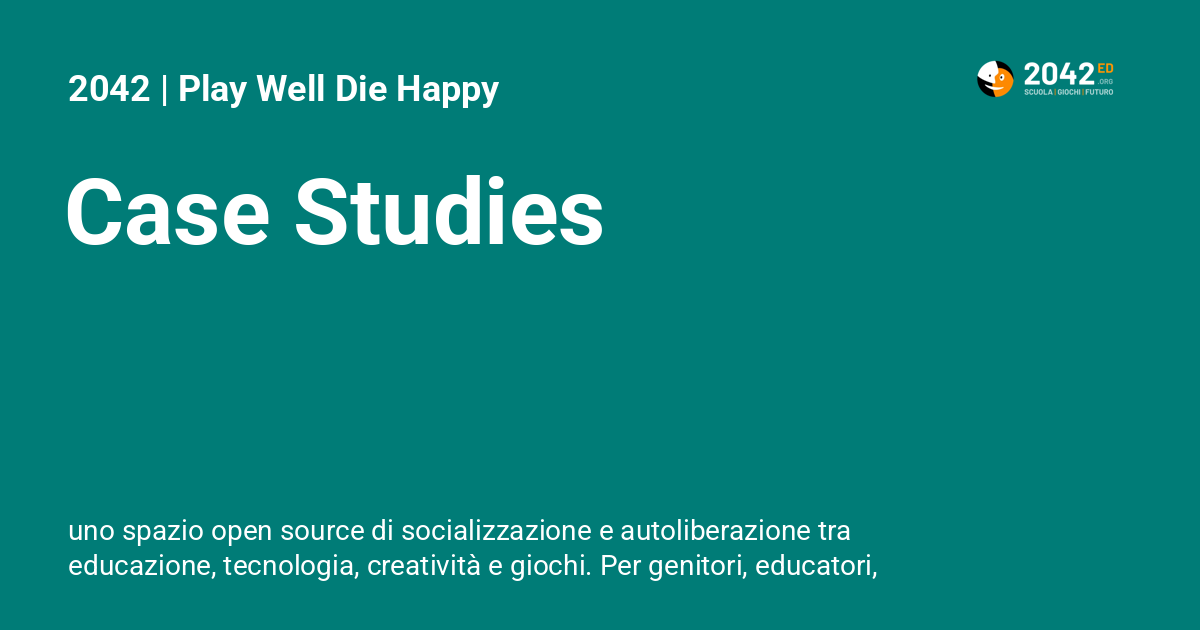 2042 | Play Well Die Happy
2042 ED
.ORG
SCUOLA | GIOCHI | FUTURO
Case Studies
uno spazio open source di socializzazione e autoliberazione tra
educazione, tecnologia, creatività e giochi. Per genitori, educatori,